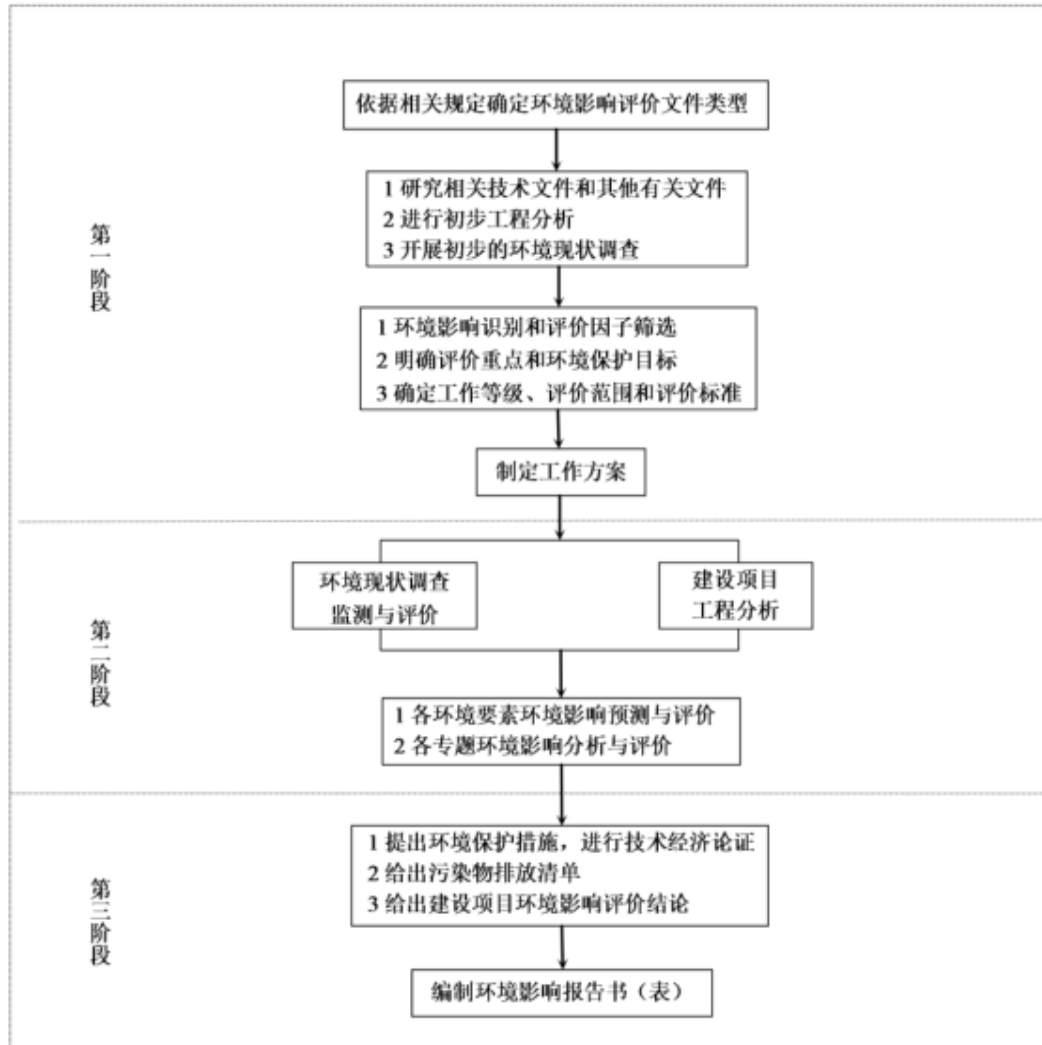 依据相关规定确定环境影响评价文件类型
1 研究相关技术文件和其他有关文件
2 进行初步工程分析
3 开展初步的环境现状调查
第一阶段
1 环境影响识别和评价因子筛选
2 明确评价重点和环境保护目标
3 确定工作等级、评价范围和评价标准
制定工作方案
环境现状调查
监测与评价
建设项目
工程分析
第二阶段
1 各环境要素环境影响预测与评价
2 各专题环境影响分析与评价
1 提出环境保护措施，进行技术经济论证
2 给出污染物排放清单
3 给出建设项目环境影响评价结论
第三阶段
编制环境影响报告书（表）